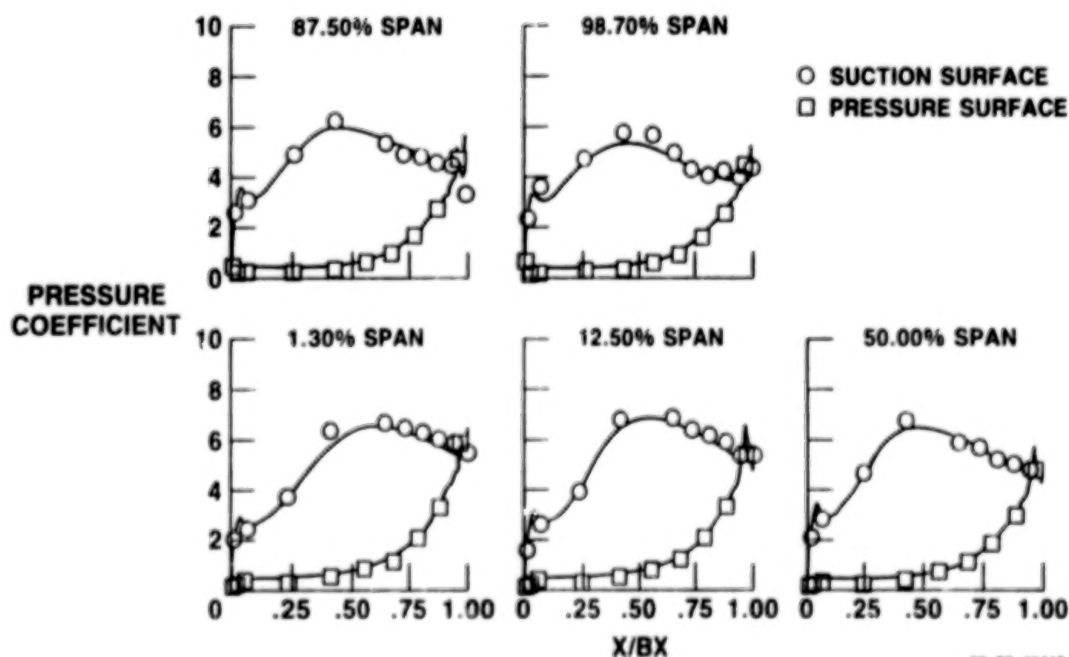 87.50% SPAN
98.70% SPAN
SUCTION SURFACE
PRESSURE SURFACE
10
8
6
4
2
0
PRESSURE
COEFFICIENT
1.30% SPAN
12.50% SPAN
50.00% SPAN
10
8
6
4
2
0 .25 .50 .75 1.00
0 .25 .50 .75 1.00
0 .25 .50 .75 1.00
X/BX